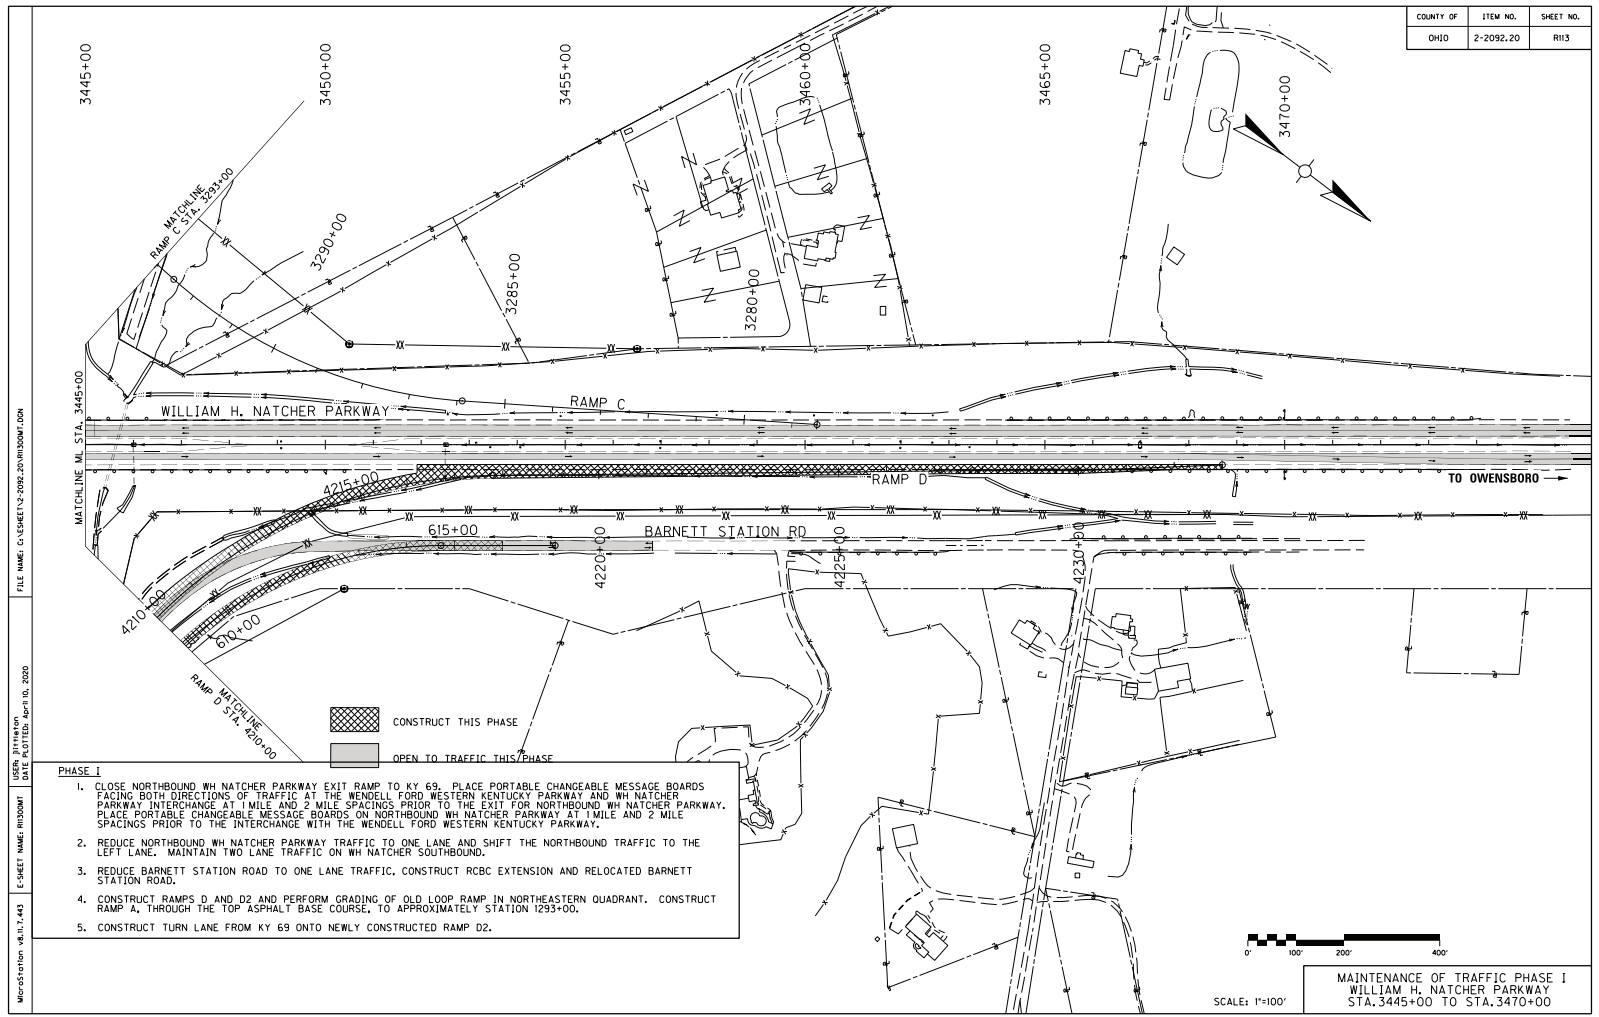 COUNTY OF
ITEM NO.
SHEET NO.
OHIO
2-2092.20
R113
3445+00
3450+00
3455+00
3460+00
3465+00
3470+00
MATCHLINE
RAMP C STA. 3293+00
3290+00
3285+00
3280+00
MATCHLINE ML STA. 3445+00
WILLIAM H. NATCHER PARKWAY
RAMP C
4215+00
RAMP D
TO OWENSBORO
615+00
BARNETT STATION RD
4220+00
4225+00
4230+00
4210+00
610+00
MATCHLINE
RAMP D STA. 4210+00
CONSTRUCT THIS PHASE
OPEN TO TRAFFIC THIS PHASE
PHASE I
1. CLOSE NORTHBOUND WH NATCHER PARKWAY EXIT RAMP TO KY 69. PLACE PORTABLE CHANGEABLE MESSAGE BOARDS
FACING BOTH DIRECTIONS OF TRAFFIC AT THE WENDELL FORD WESTERN KENTUCKY PARKWAY AND WH NATCHER
PARKWAY INTERCHANGE AT 1 MILE AND 2 MILE SPACINGS PRIOR TO THE EXIT FOR NORTHBOUND WH NATCHER PARKWAY.
PLACE PORTABLE CHANGEABLE MESSAGE BOARDS ON NORTHBOUND WH NATCHER PARKWAY AT 1 MILE AND 2 MILE
SPACINGS PRIOR TO THE INTERCHANGE WITH THE WENDELL FORD WESTERN KENTUCKY PARKWAY.
2. REDUCE NORTHBOUND WH NATCHER PARKWAY TRAFFIC TO ONE LANE AND SHIFT THE NORTHBOUND TRAFFIC TO THE
LEFT LANE. MAINTAIN TWO LANE TRAFFIC ON WH NATCHER SOUTHBOUND.
3. REDUCE BARNETT STATION ROAD TO ONE LANE TRAFFIC. CONSTRUCT RCBC EXTENSION AND RELOCATED BARNETT
STATION ROAD.
4. CONSTRUCT RAMPS D AND D2 AND PERFORM GRADING OF OLD LOOP RAMP IN NORTHEASTERN QUADRANT. CONSTRUCT
RAMP A, THROUGH THE TOP ASPHALT BASE COURSE, TO APPROXIMATELY STATION 1293+00.
5. CONSTRUCT TURN LANE FROM KY 69 ONTO NEWLY CONSTRUCTED RAMP D2.
0'
100'
200'
400'
SCALE: 1"=100'
MAINTENANCE OF TRAFFIC PHASE I
WILLIAM H. NATCHER PARKWAY
STA.3445+00 TO STA.3470+00
FILE NAME: G:\ESHEET\2-2092.20\R11300MT.DGN
DATE PLOTTED: April 10, 2020
USER: jlittleton
E-SHEET NAME: R11300MT
MicroStation v8.11.7.443